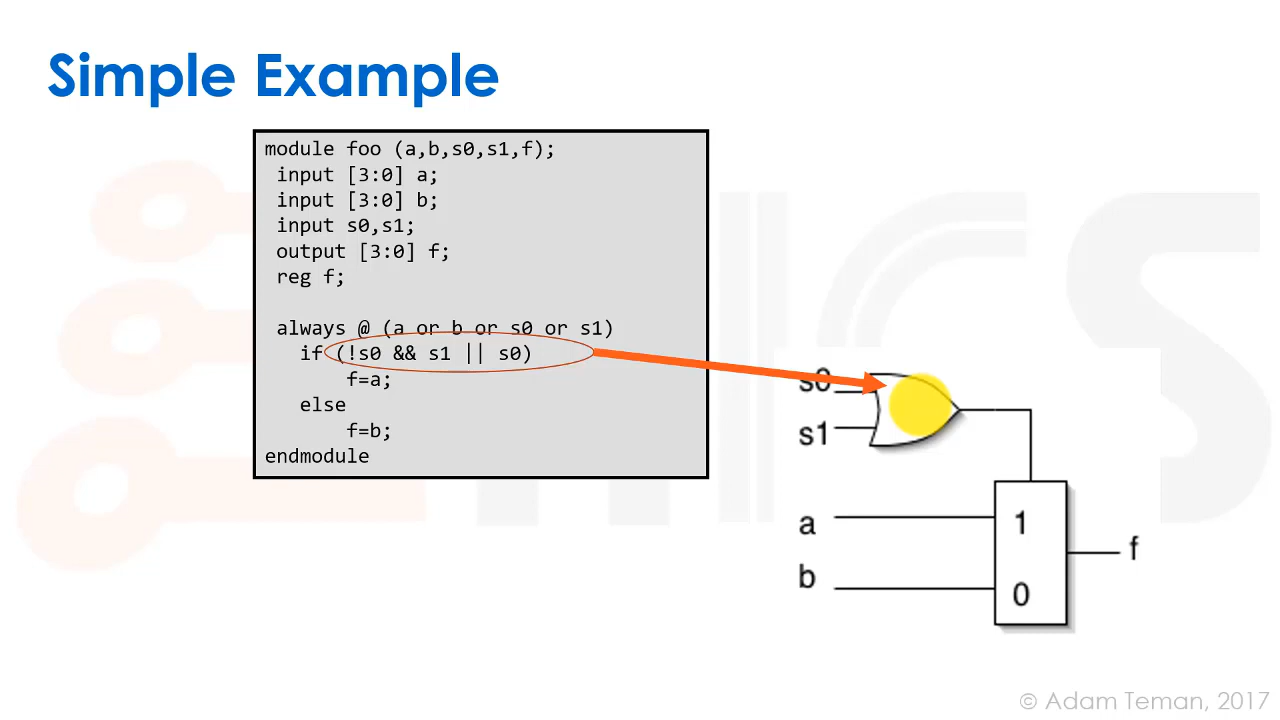 Simple Example
module foo (a,b,s0,s1,f);
input [3:0] a;
input [3:0] b;
input s0,s1;
output [3:0] f;
reg f;
always @ (a or b or s0 or s1)
if (!s0 && s1 || s0)
f=a;
else
f=b;
endmodule
s0
s1
a
b
1
0
f
© Adam Teman, 2017